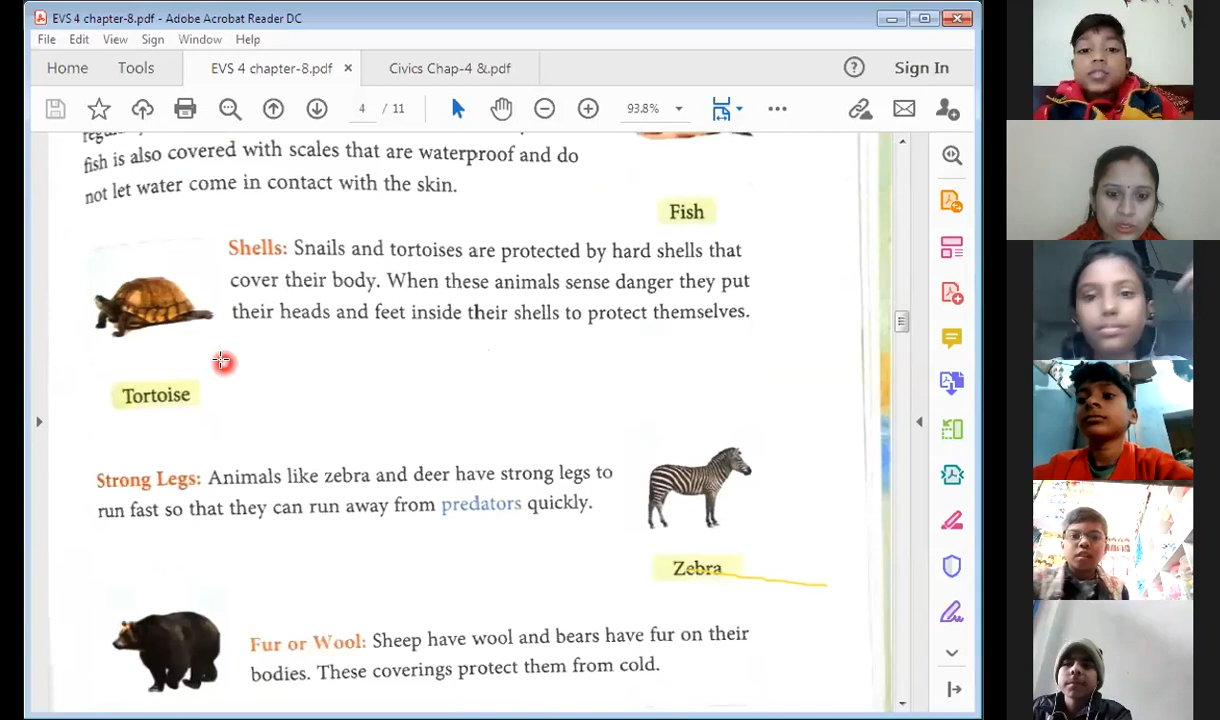 EVS 4 chapter-8.pdf - Adobe Acrobat Reader DC
File Edit View Sign Window Help
Home Tools EVS 4 chapter-8.pdf × Civics Chap-4 &.pdf Sign In
4 / 11 93.8%
fish is also covered with scales that are waterproof and do
not let water come in contact with the skin.
Fish
Shells: Snails and tortoises are protected by hard shells that
cover their body. When these animals sense danger they put
their heads and feet inside their shells to protect themselves.
Tortoise
Strong Legs: Animals like zebra and deer have strong legs to
run fast so that they can run away from predators quickly.
Zebra
Fur or Wool: Sheep have wool and bears have fur on their
bodies. These coverings protect them from cold.